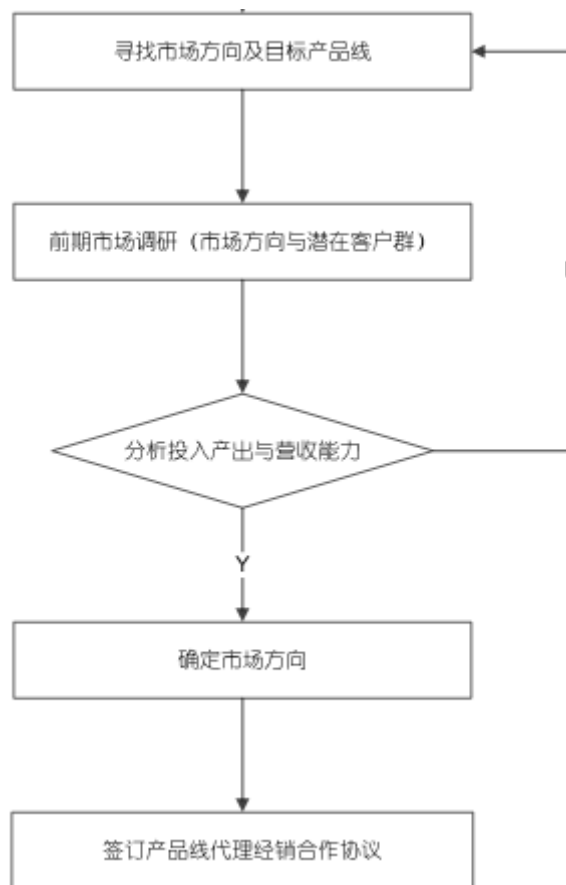 寻找市场方向及目标产品线
前期市场调研（市场方向与潜在客户群）
分析投入产出与营收能力
Y
确定市场方向
签订产品线代理经销合作协议